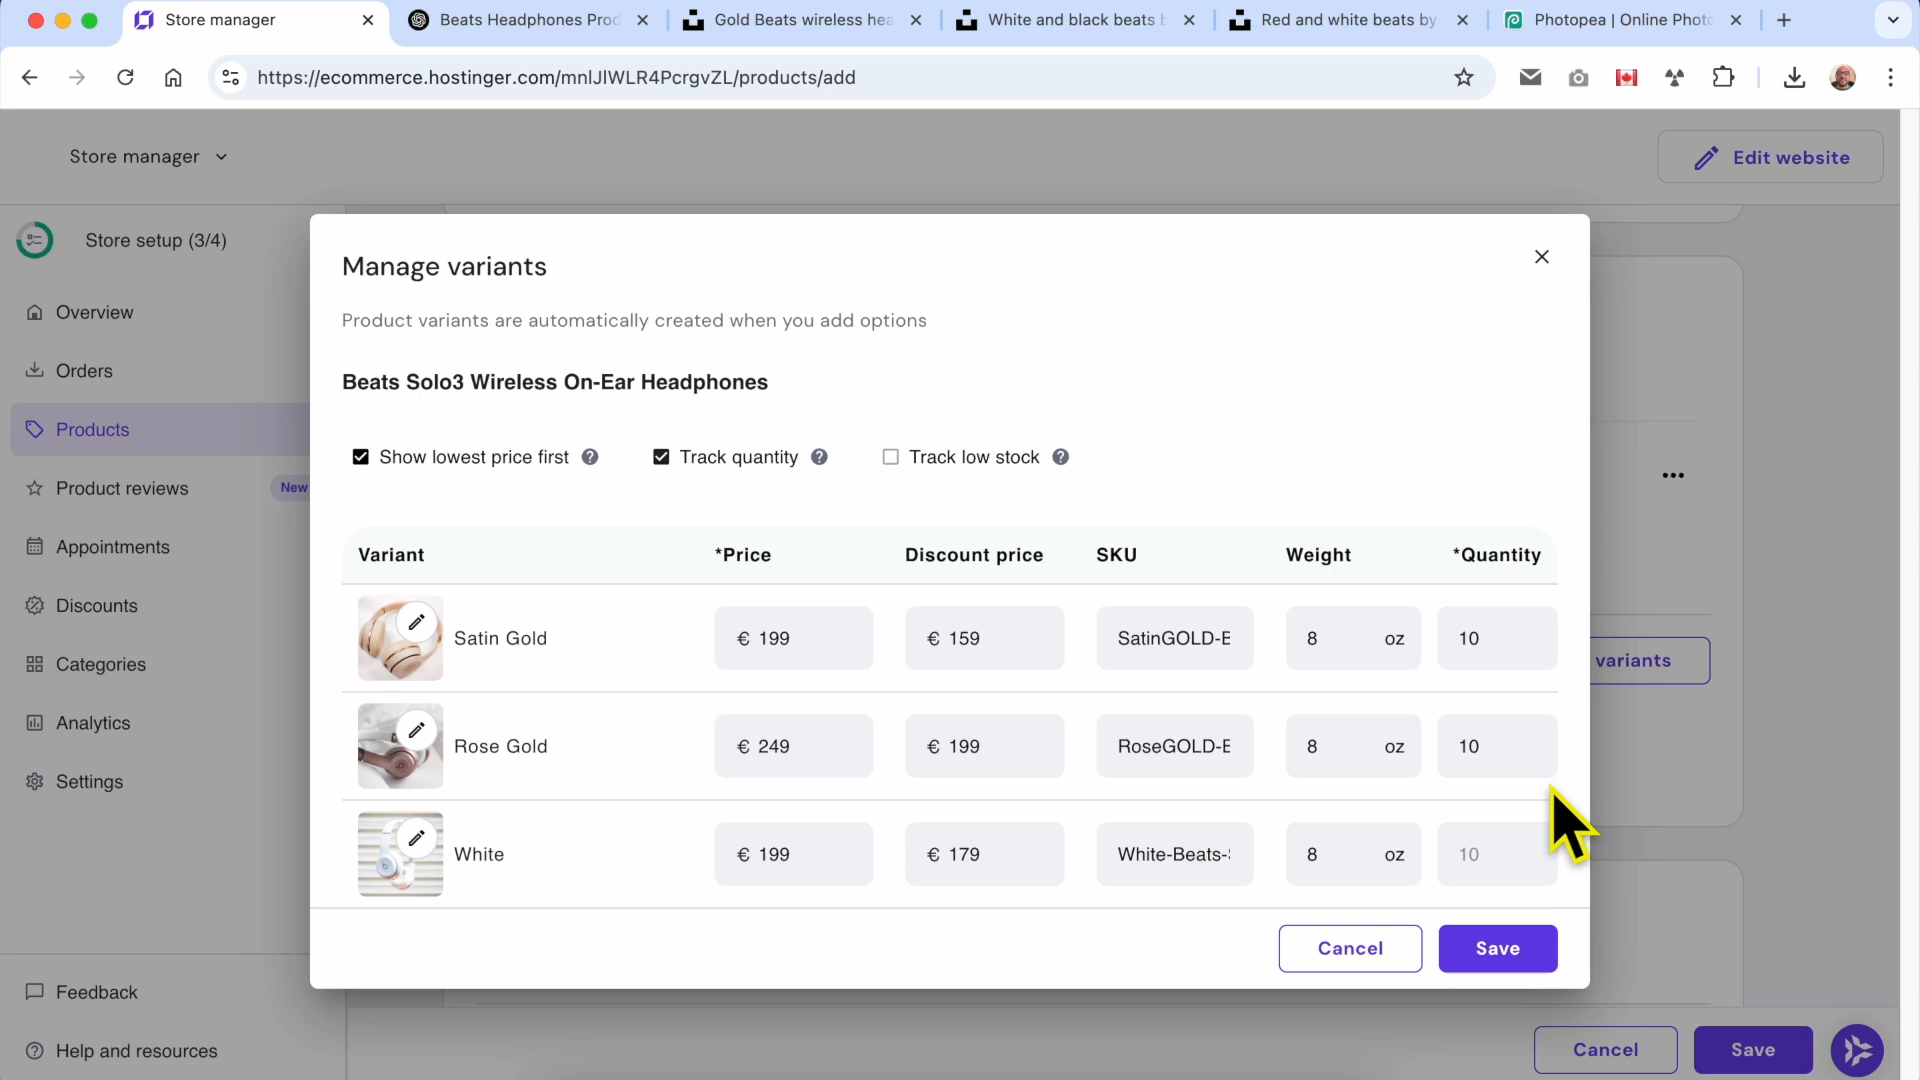 Store manager
Beats Headphones Prod
Gold Beats wireless hea
White and black beats b
Red and white beats by
Photopea | Online Photo
https://ecommerce.hostinger.com/mnlJlWLR4PcrgvZL/products/add
Store manager
Edit website
Store setup (3/4)
Overview
Orders
Products
Product reviews
New
Appointments
Discounts
Categories
Analytics
Settings
Feedback
Help and resources
Manage variants
Product variants are automatically created when you add options
Beats Solo3 Wireless On-Ear Headphones
Show lowest price first
Track quantity
Track low stock
Variant *Price Discount price SKU Weight *Quantity
Satin Gold € 199 € 159 SatinGOLD-B 8 oz 10
Rose Gold € 249 € 199 RoseGOLD-B 8 oz 10
White € 199 € 179 White-Beats- 8 oz 10
Cancel Save
variants
Cancel Save